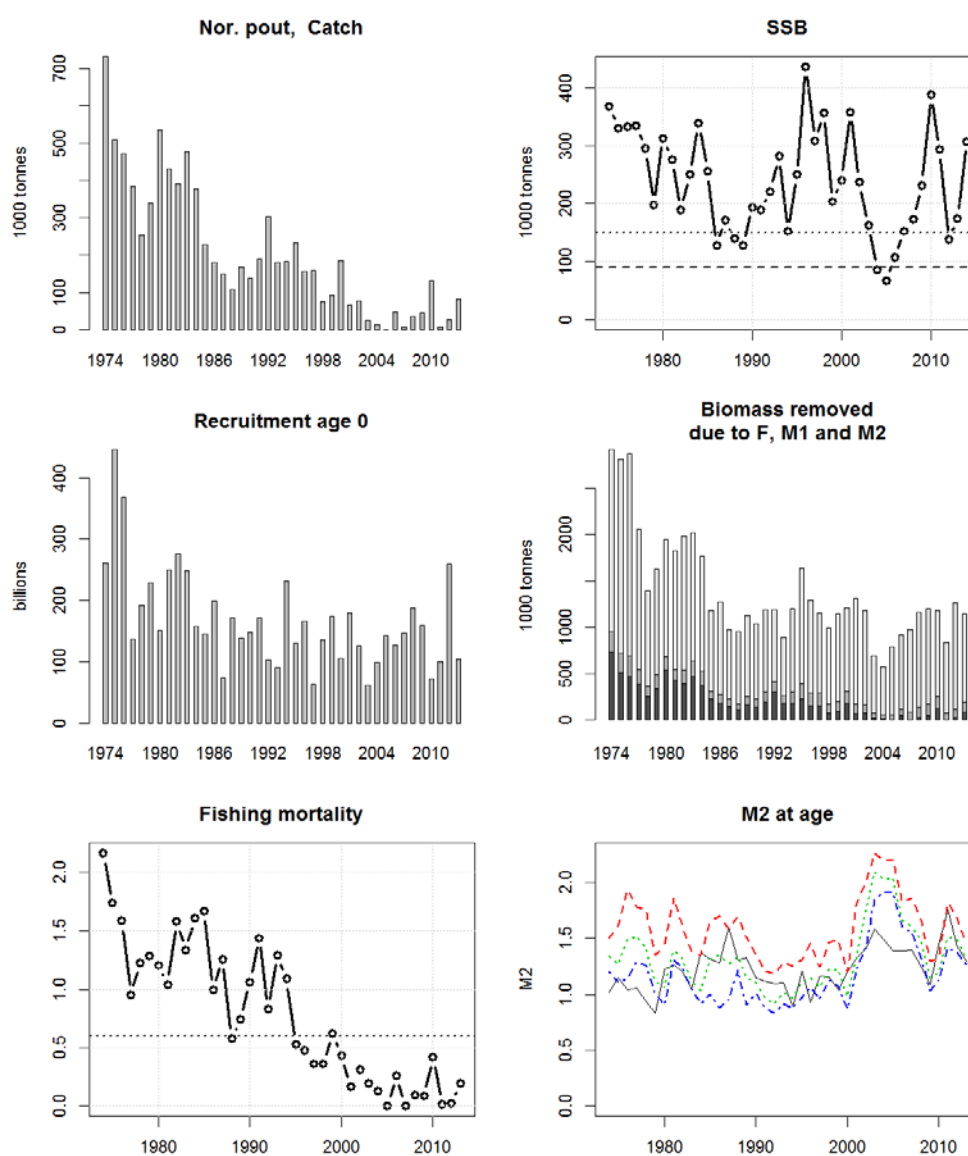 Nor. pout, Catch
1000 tonnes
700
500
300
100
0
1974 1980 1986 1992 1998 2004 2010
SSB
1000 tonnes
400
300
200
100
0
1980 1990 2000 2010
Recruitment age 0
billions
400
300
200
100
0
1974 1980 1986 1992 1998 2004 2010
Biomass removed
due to F, M1 and M2
1000 tonnes
2000
1000
500
0
1974 1980 1986 1992 1998 2004 2010
Fishing mortality
2.0
1.5
1.0
0.5
0.0
1980 1990 2000 2010
M2 at age
M2
2.0
1.5
1.0
0.5
0.0
1980 1990 2000 2010